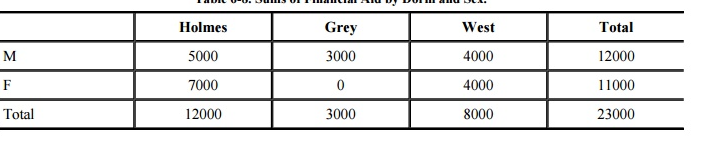 Table 6-8. Sums of Financial Aid by Dorm and Sex.
Holmes Grey West Total
M 5000 3000 4000 12000
F 7000 0 4000 11000
Total 12000 3000 8000 23000